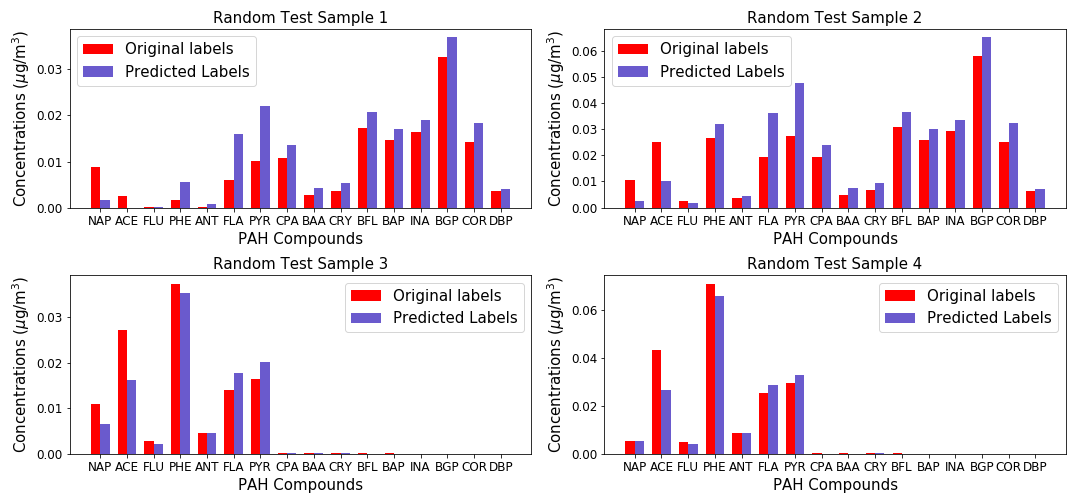 Random Test Sample 1
Concentrations (μg/m³)
0.03
0.02
0.01
0.00
Original labels
Predicted Labels
NAP ACE FLU PHE ANT FLA PYR CPA BAA CRY BFL BAP INA BGP COR DBP
PAH Compounds
Random Test Sample 2
Concentrations (μg/m³)
0.06
0.05
0.04
0.03
0.02
0.01
0.00
Original labels
Predicted Labels
NAP ACE FLU PHE ANT FLA PYR CPA BAA CRY BFL BAP INA BGP COR DBP
PAH Compounds
Random Test Sample 3
Concentrations (μg/m³)
0.03
0.02
0.01
0.00
Original labels
Predicted Labels
NAP ACE FLU PHE ANT FLA PYR CPA BAA CRY BFL BAP INA BGP COR DBP
PAH Compounds
Random Test Sample 4
Concentrations (μg/m³)
0.06
0.04
0.02
0.00
Original labels
Predicted Labels
NAP ACE FLU PHE ANT FLA PYR CPA BAA CRY BFL BAP INA BGP COR DBP
PAH Compounds